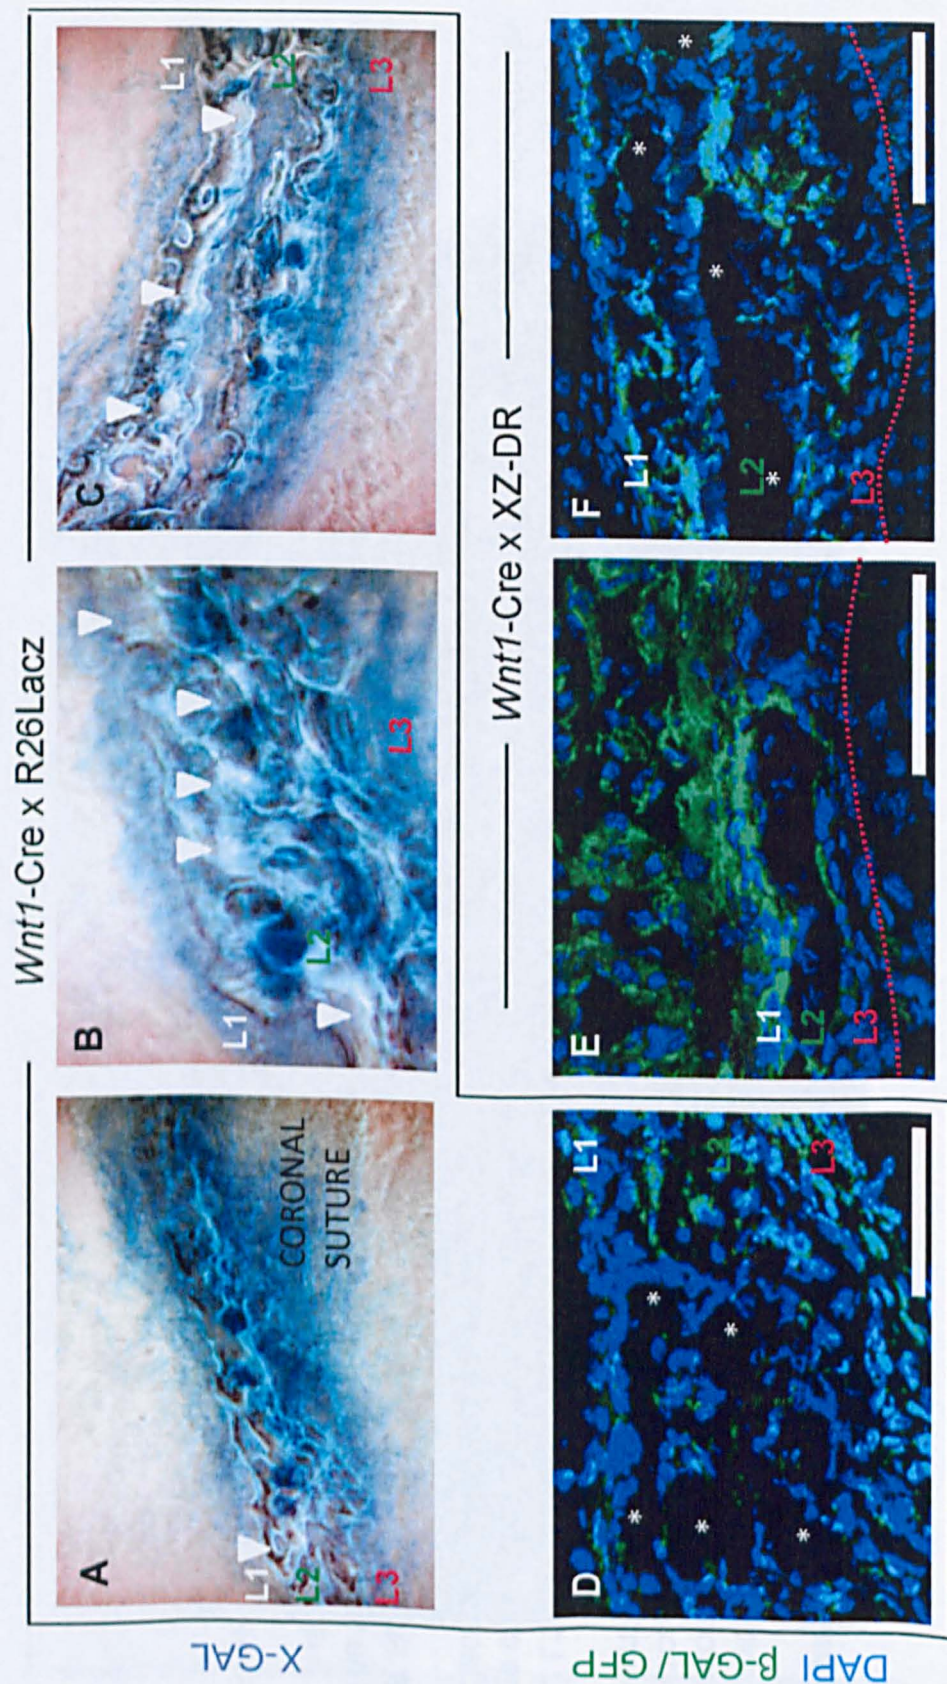 Wnt1-Cre x R26Lacz
X-GAL
A
L1
L2
L3
CORONAL
SUTURE
B
L1
L2
L3
C
L1
L2
L3
Wnt1-Cre x XZ-DR
DAPI β-GAL/ GFP
D
L1
L2
L3
*
*
*
*
*
E
L1
L2
L3
F
L1
L2
L3
*
*
*
*